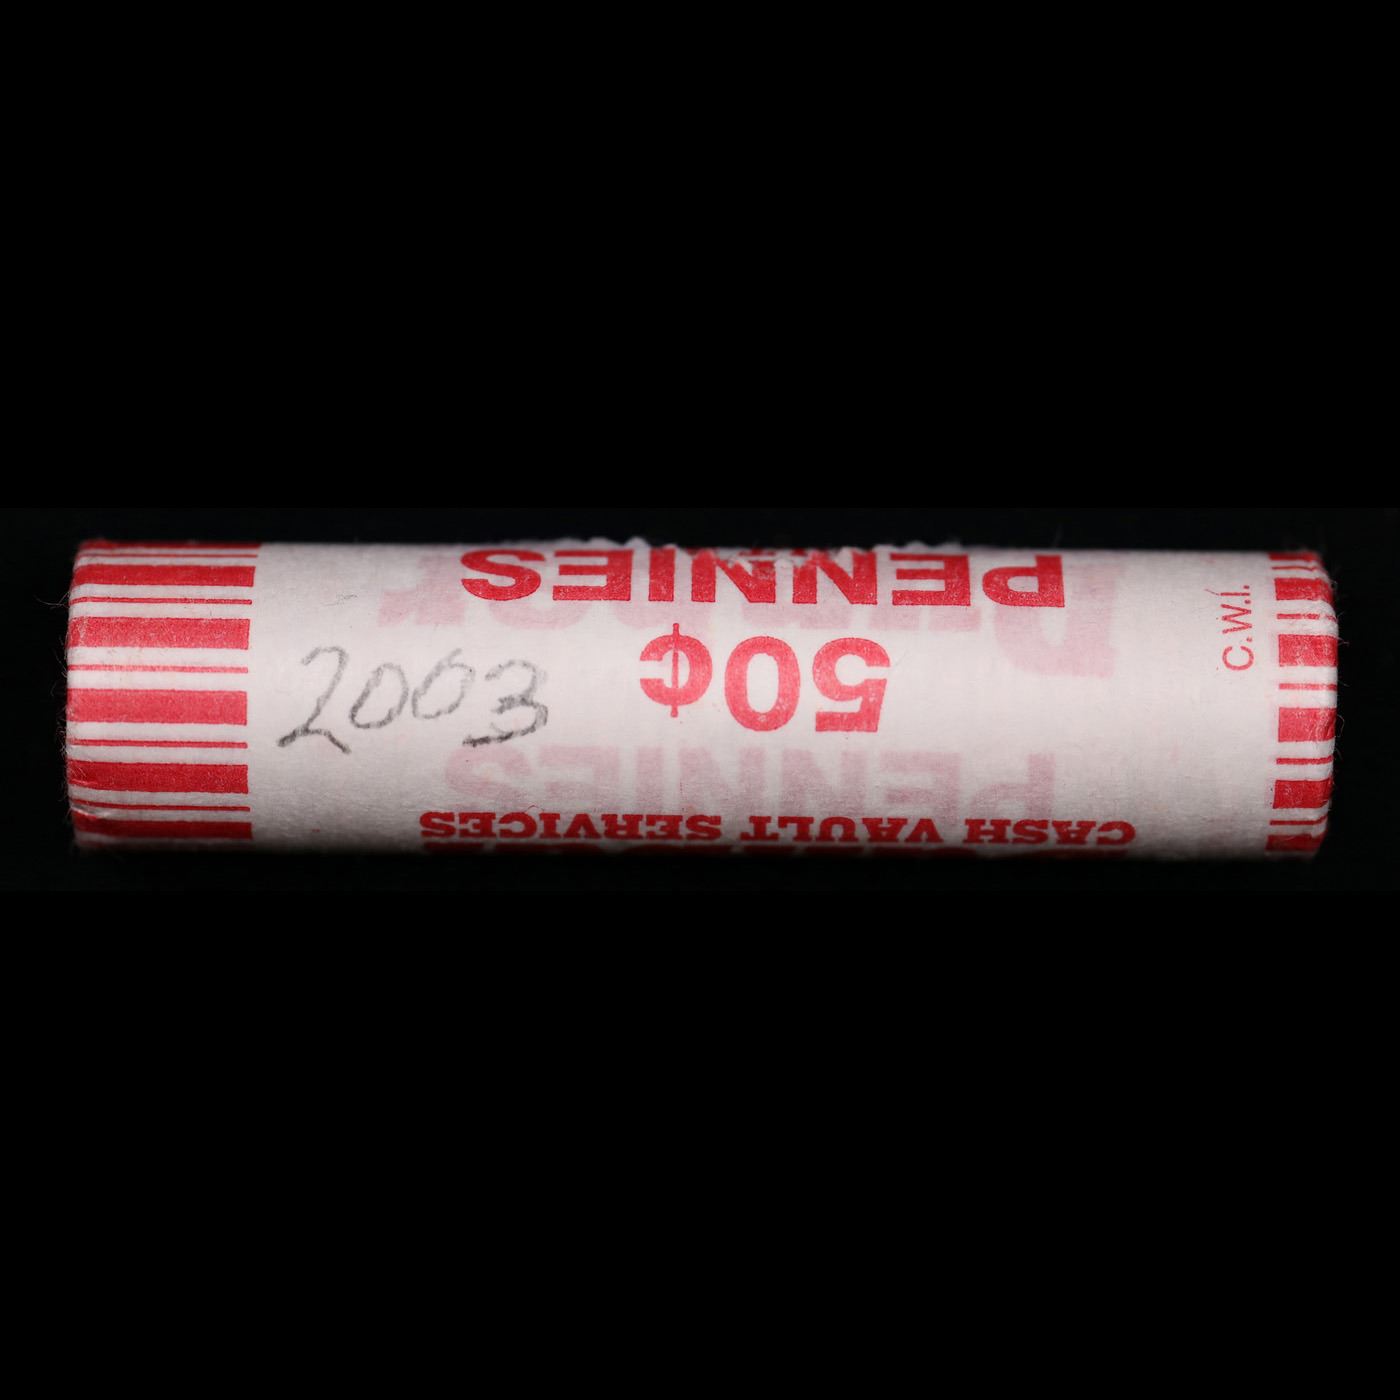 PENNIES
50¢
2003
CASH VAULT SERVICES
C.W.I.